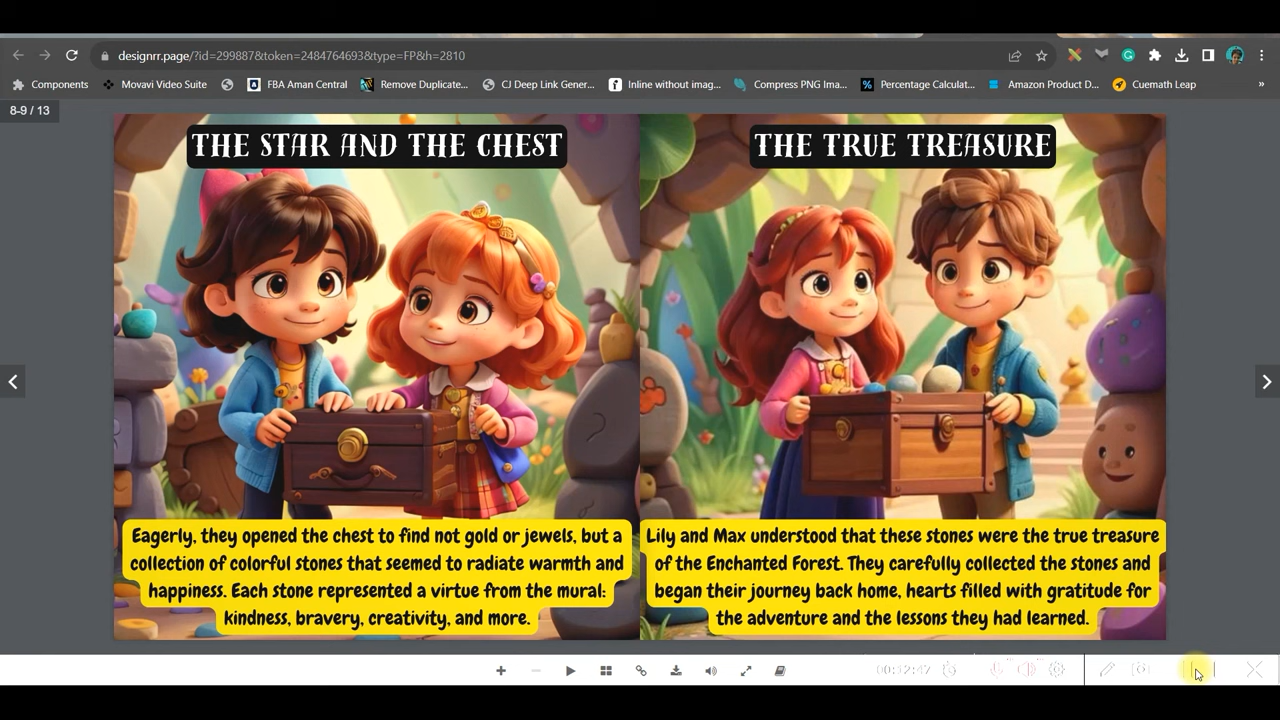 designrr.page/?id=299887&token=2484764693&type=FP&h=2810
Components
Movavi Video Suite
FBA Aman Central
Remove Duplicate...
CJ Deep Link Gener...
Inline without imag...
Compress PNG Ima...
Percentage Calculat...
Amazon Product D...
Cuemath Leap
»
8-9 / 13
THE STAR AND THE CHEST
Eagerly, they opened the chest to find not gold or jewels, but a
collection of colorful stones that seemed to radiate warmth and
happiness. Each stone represented a virtue from the mural:
kindness, bravery, creativity, and more.
THE TRUE TREASURE
Lily and Max understood that these stones were the true treasure
of the Enchanted Forest. They carefully collected the stones and
began their journey back home, hearts filled with gratitude for
the adventure and the lessons they had learned.
00:12:47